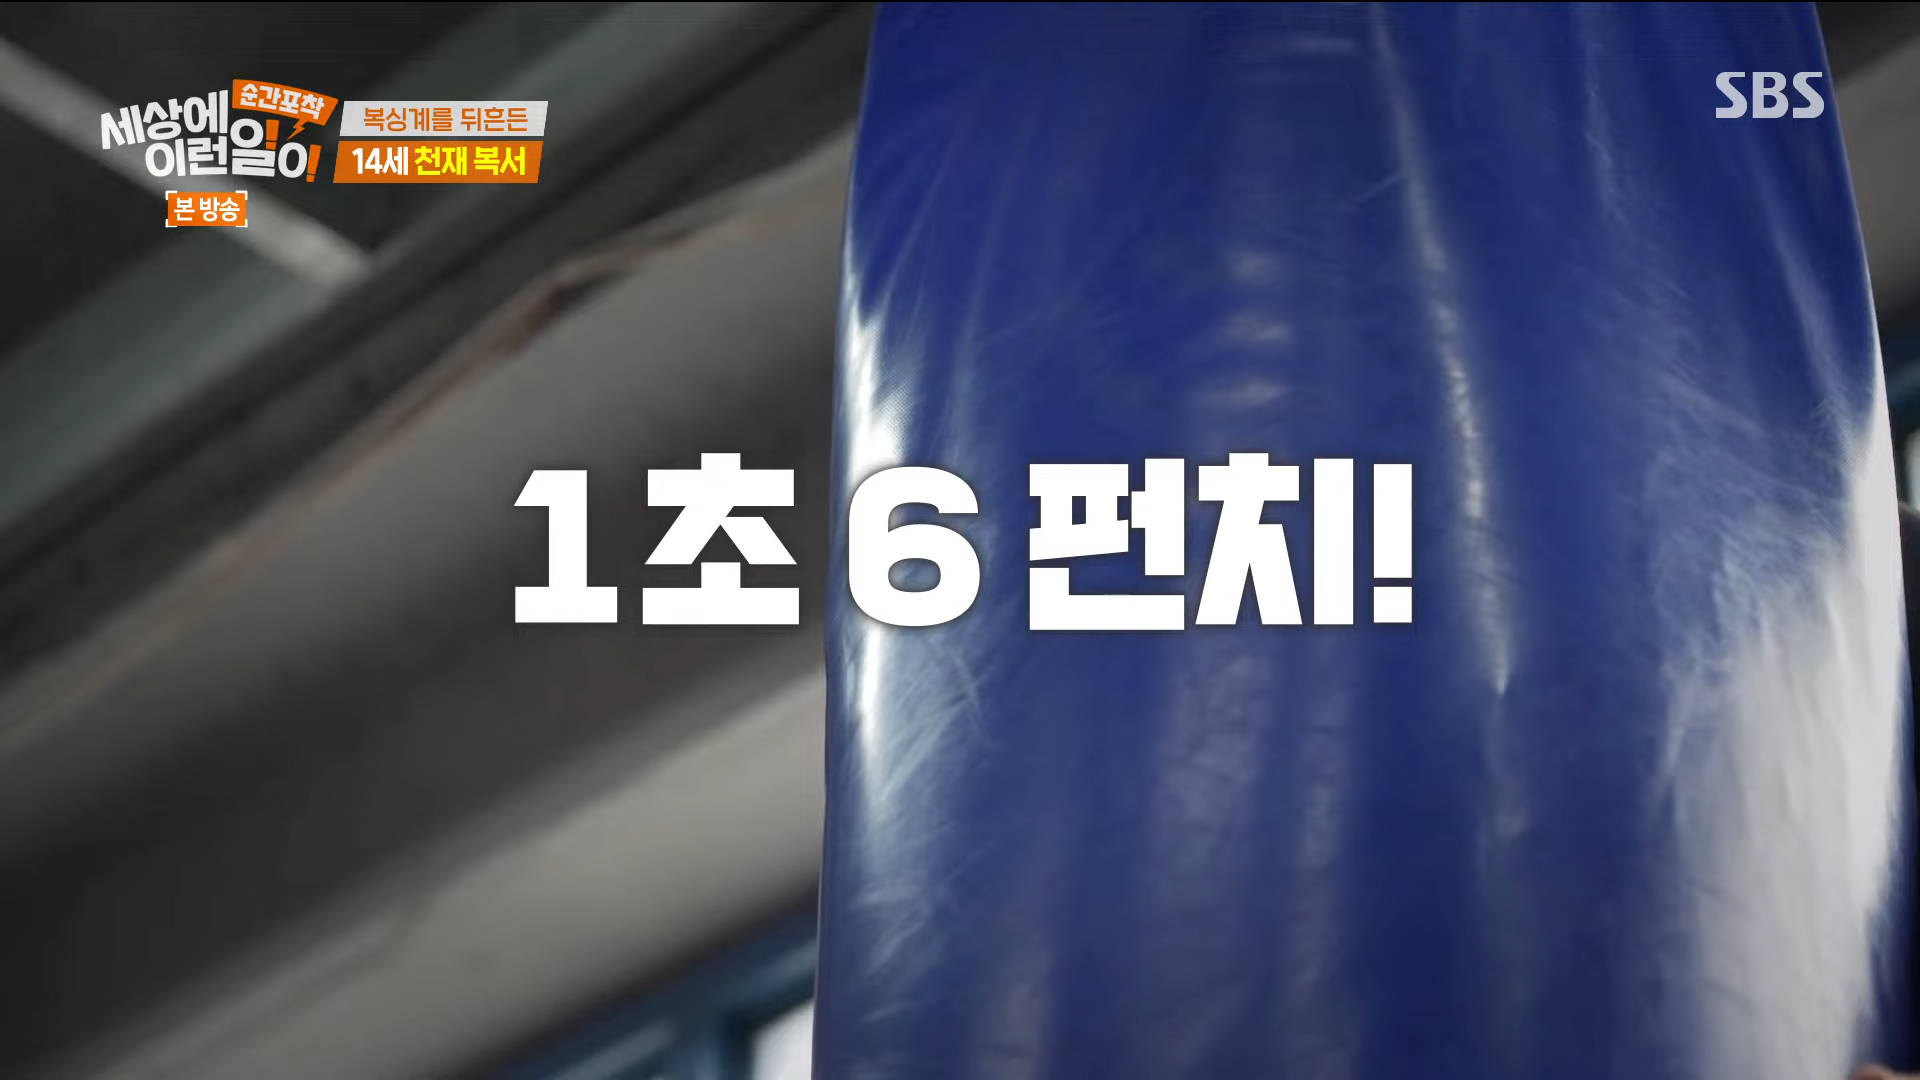 순간포착
세상에
이런일이!
복싱계를 뒤흔든
14세 천재 복서
본 방송
SBS
1초 6 펀치!